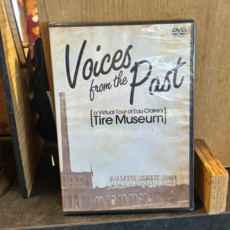 DVD
Voices
from the
Past
a Virtual Tour of Eau Claire's
[Tire Museum]